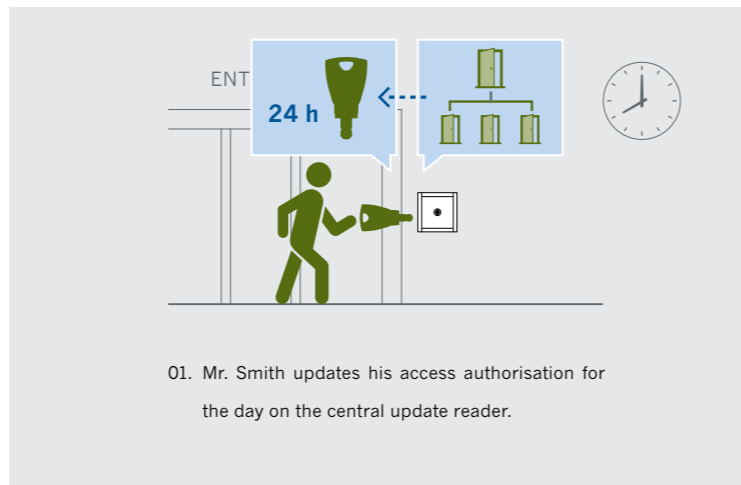 ENT
24 h
01. Mr. Smith updates his access authorisation for
the day on the central update reader.